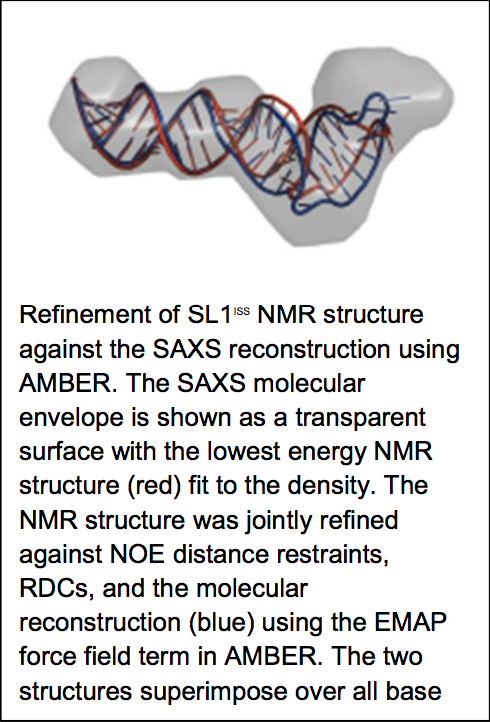 Refinement of SL1ᴵˢˢ NMR structure
against the SAXS reconstruction using
AMBER. The SAXS molecular
envelope is shown as a transparent
surface with the lowest energy NMR
structure (red) fit to the density. The
NMR structure was jointly refined
against NOE distance restraints,
RDCs, and the molecular
reconstruction (blue) using the EMAP
force field term in AMBER. The two
structures superimpose over all base